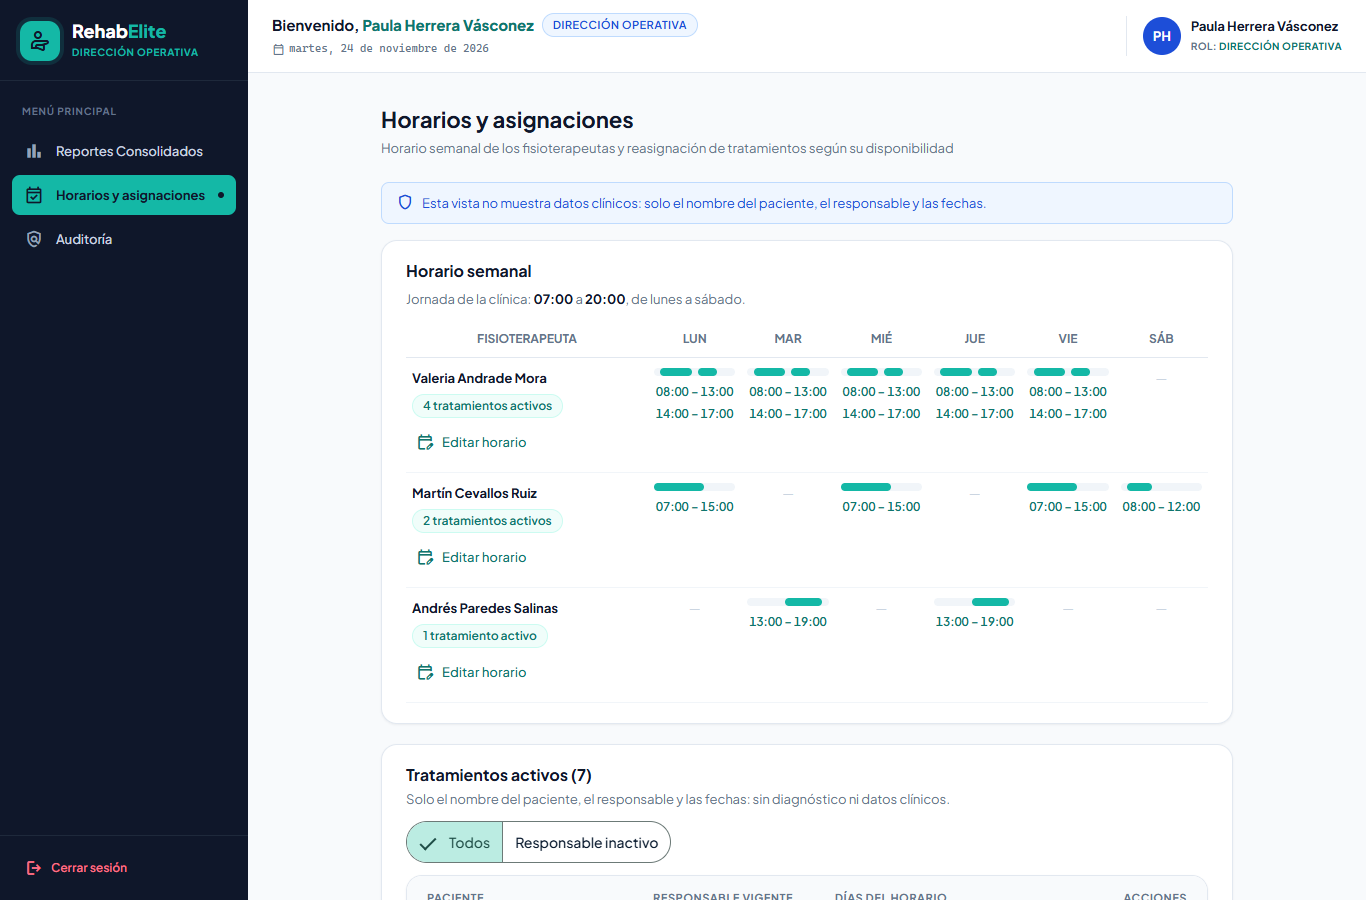 RehabElite
DIRECCIÓN OPERATIVA
MENÚ PRINCIPAL
Reportes Consolidados
Horarios y asignaciones
Auditoría
Cerrar sesión
Bienvenido, Paula Herrera Vásconez DIRECCIÓN OPERATIVA
martes, 24 de noviembre de 2026
PH
Paula Herrera Vásconez
ROL: DIRECCIÓN OPERATIVA
Horarios y asignaciones
Horario semanal de los fisioterapeutas y reasignación de tratamientos según su disponibilidad
Esta vista no muestra datos clínicos: solo el nombre del paciente, el responsable y las fechas.
Horario semanal
Jornada de la clínica: 07:00 a 20:00, de lunes a sábado.
FISIOTERAPEUTA LUN MAR MIÉ JUE VIE SÁB
Valeria Andrade Mora —
08:00 – 13:00 08:00 – 13:00 08:00 – 13:00 08:00 – 13:00 08:00 – 13:00
4 tratamientos activos 14:00 – 17:00 14:00 – 17:00 14:00 – 17:00 14:00 – 17:00 14:00 – 17:00
Editar horario
Martín Cevallos Ruiz — —
07:00 – 15:00 07:00 – 15:00 07:00 – 15:00 08:00 – 12:00
2 tratamientos activos
Editar horario
Andrés Paredes Salinas — — — —
13:00 – 19:00 13:00 – 19:00
1 tratamiento activo
Editar horario
Tratamientos activos (7)
Solo el nombre del paciente, el responsable y las fechas: sin diagnóstico ni datos clínicos.
Todos Responsable inactivo
PACIENTE RESPONSABLE VIGENTE DÍAS DEL HORARIO ACCIONES